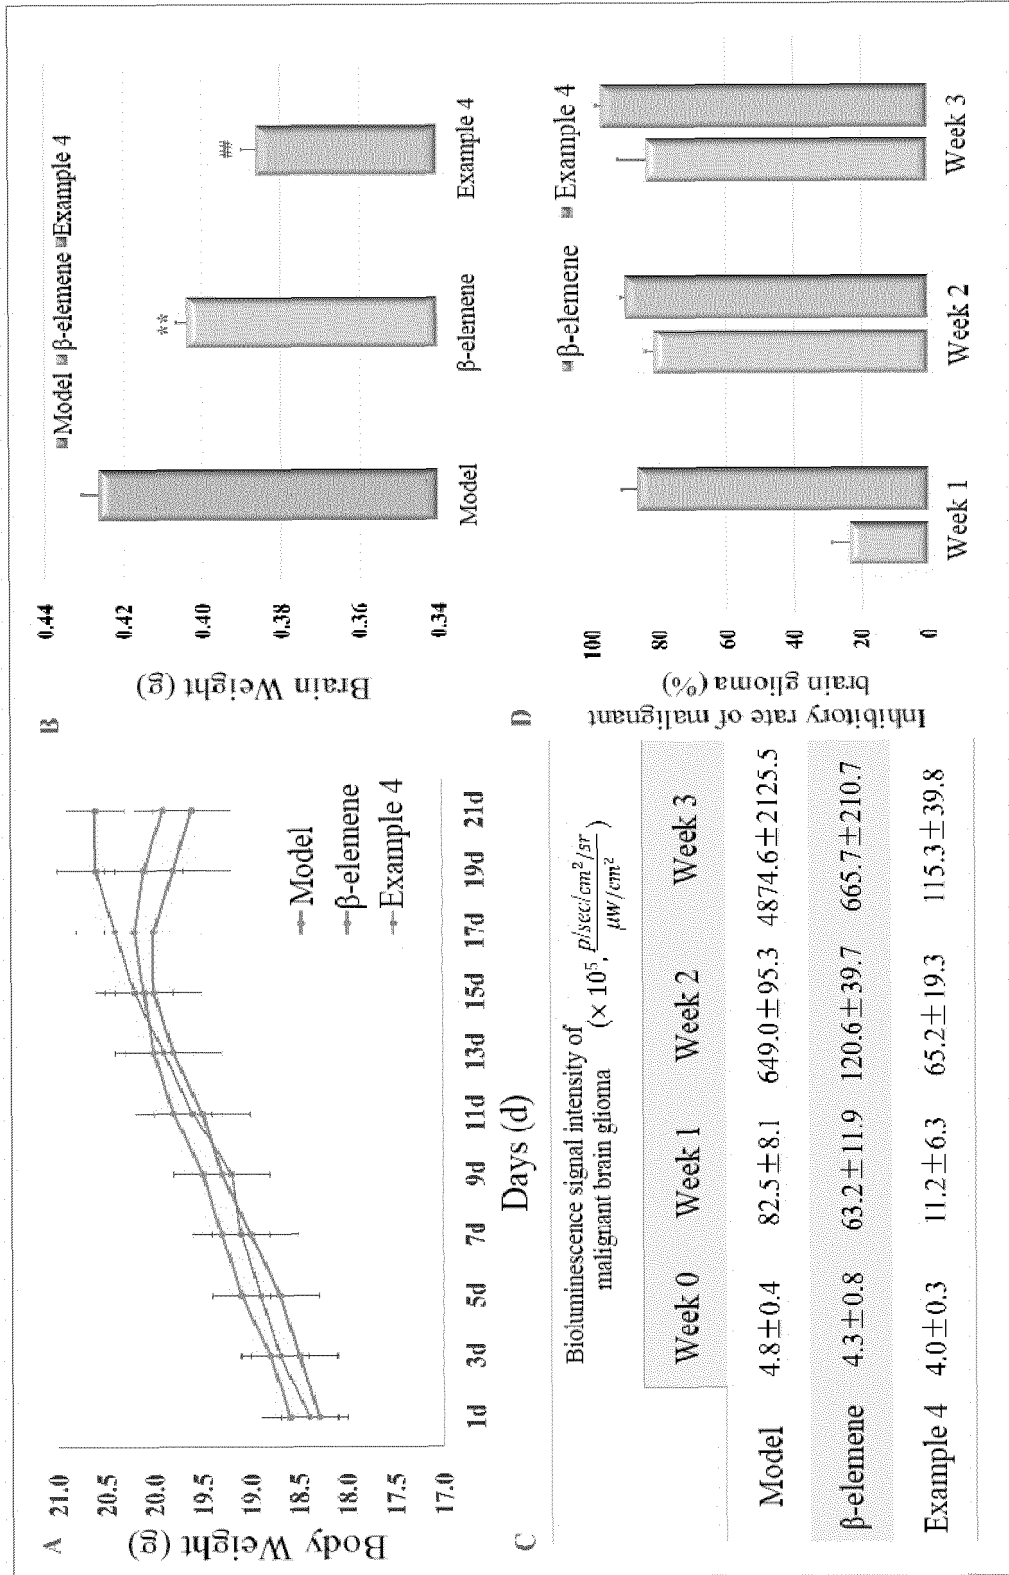 A
Body Weight (g)
21.0
20.5
20.0
19.5
19.0
18.5
18.0
17.5
17.0
1d 3d 5d 7d 9d 11d 13d 15d 17d 19d 21d
Days (d)
Model
β-elemene
Example 4
B
Brain Weight (g)
0.44
0.42
0.40
0.38
0.36
0.34
Model β-elemene Example 4
**
##
Model β-elemene Example 4
C
Bioluminescence signal intensity of
malignant brain glioma (× 10⁵, p/sec/cm²/sr / μW/cm²)
Week 0 Week 1 Week 2 Week 3
Model 4.8±0.4 82.5±8.1 649.0±95.3 4874.6±2125.5
β-elemene 4.3±0.8 63.2±11.9 120.6±39.7 665.7±210.7
Example 4 4.0±0.3 11.2±6.3 65.2±19.3 115.3±39.8
D
Inhibitory rate of malignant
brain glioma (%)
100
80
60
40
20
0
β-elemene Example 4
Week 1 Week 2 Week 3